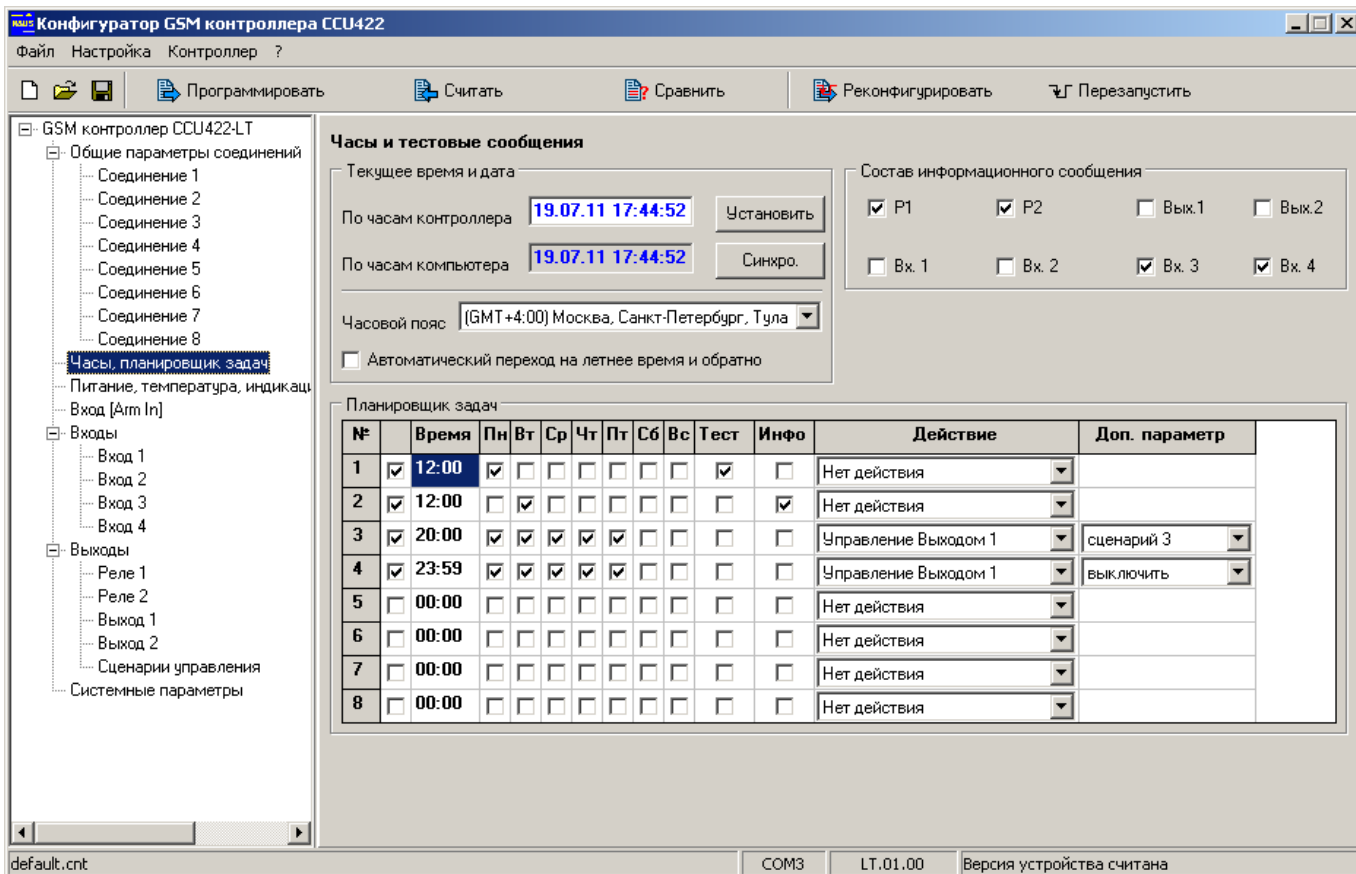 Конфигуратор GSM контроллера CCU422
Файл Настройка Контроллер ?
Программировать Считать Сравнить Реконфигурировать Перезапустить
GSM контроллер CCU422-LT
Общие параметры соединений
Соединение 1
Соединение 2
Соединение 3
Соединение 4
Соединение 5
Соединение 6
Соединение 7
Соединение 8
Часы, планировщик задач
Питание, температура, индикаци
Вход [Arm In]
Входы
Вход 1
Вход 2
Вход 3
Вход 4
Выходы
Реле 1
Реле 2
Выход 1
Выход 2
Сценарии управления
Системные параметры
Часы и тестовые сообщения
Текущее время и дата
По часам контроллера 19.07.11 17:44:52 Установить
По часам компьютера 19.07.11 17:44:52 Синхро.
Часовой пояс (GMT+4:00) Москва, Санкт-Петербург, Тула
Автоматический переход на летнее время и обратно
Состав информационного сообщения
P1 P2 Вых.1 Вых.2
Вх. 1 Вх. 2 Вх. 3 Вх. 4
Планировщик задач
№ Время Пн Вт Ср Чт Пт Сб Вс Тест Инфо Действие Доп. параметр
1 12:00 Нет действия
2 12:00 Нет действия
3 20:00 Управление Выходом 1 сценарий 3
4 23:59 Управление Выходом 1 выключить
5 00:00 Нет действия
6 00:00 Нет действия
7 00:00 Нет действия
8 00:00 Нет действия
default.cnt COM3 LT.01.00 Версия устройства считана